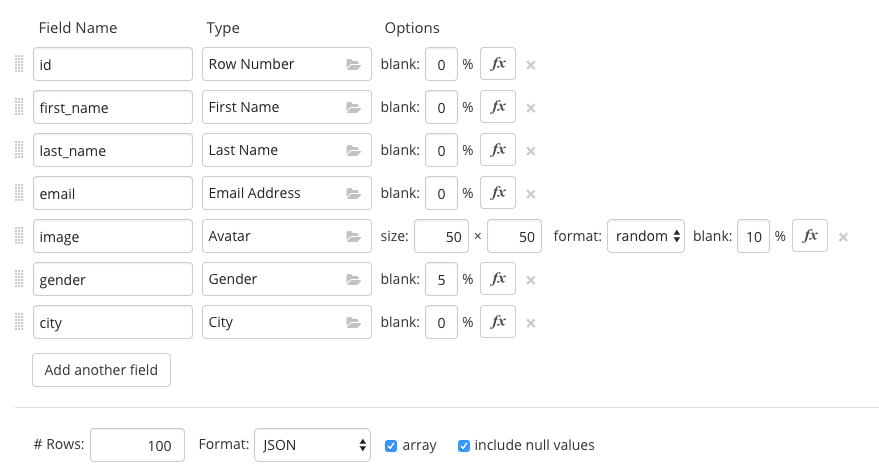 Field Name Type Options
id Row Number blank: 0 % fx ×
first_name First Name blank: 0 % fx ×
last_name Last Name blank: 0 % fx ×
email Email Address blank: 0 % fx ×
image Avatar size: 50 × 50 format: random blank: 10 % fx ×
gender Gender blank: 5 % fx ×
city City blank: 0 % fx ×
Add another field
# Rows: 100 Format: JSON array include null values